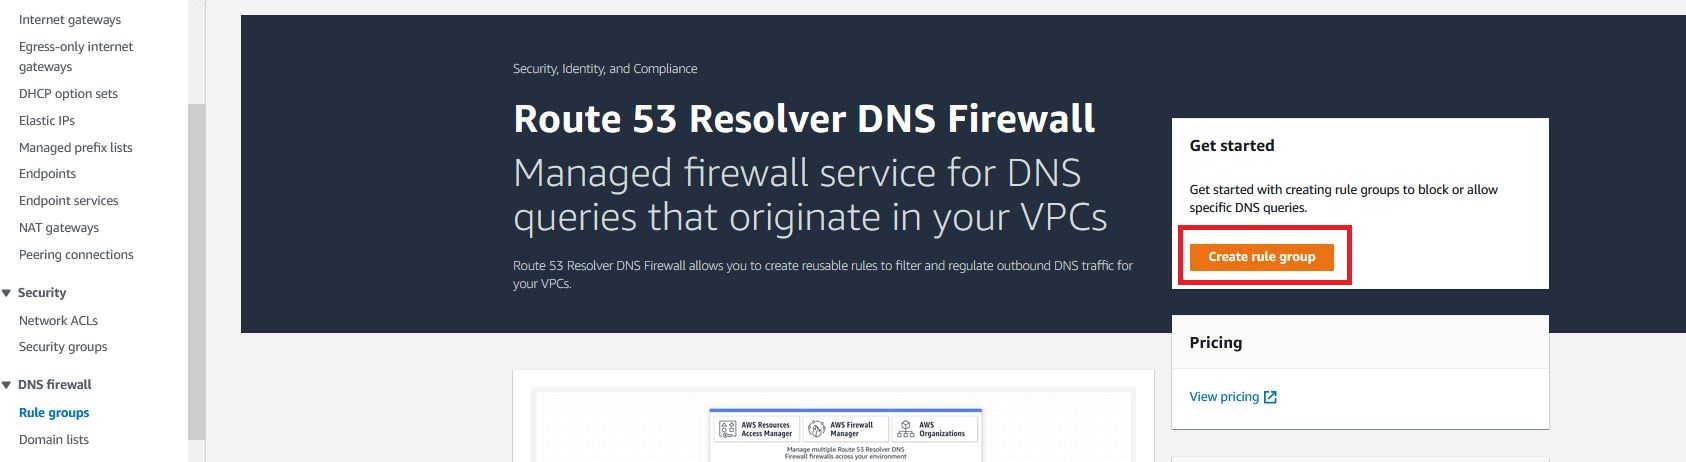 Internet gateways
Egress-only internet
gateways
DHCP option sets
Elastic IPs
Managed prefix lists
Endpoints
Endpoint services
NAT gateways
Peering connections
Security
Network ACLs
Security groups
DNS firewall
Rule groups
Domain lists
Security, Identity, and Compliance
Route 53 Resolver DNS Firewall
Managed firewall service for DNS
queries that originate in your VPCs
Route 53 Resolver DNS Firewall allows you to create reusable rules to filter and regulate outbound DNS traffic for
your VPCs.
Get started
Get started with creating rule groups to block or allow
specific DNS queries.
Create rule group
Pricing
View pricing
AWS Resources
Access Manager
AWS Firewall
Manager
AWS
Organizations
Manage multiple Route 53 Resolver DNS
Firewall firewalls across your environment